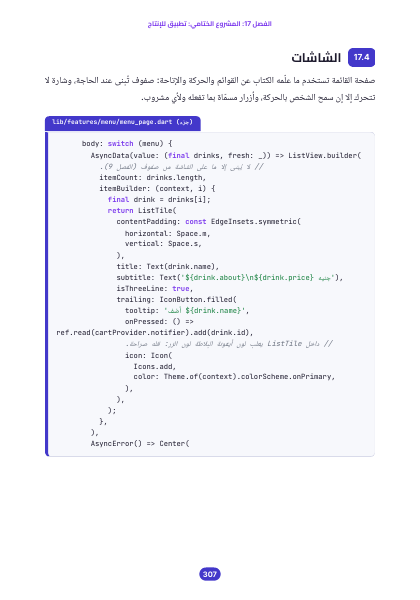 الفصل 17: المشروع الختامي: تطبيق للإنتاج
17.4 الشاشات
صفحة القائمة تستخدم ما علّمه الكتاب عن القوائم والحركة والإتاحة: صفوف تُبنى عند الحاجة، وشارة لا
تتحرك إلا إن سمح الشخص بالحركة، وأزرار مسمّاة بما تفعله ولأي مشروب.
lib/features/menu/menu_page.dart (جزء)
body: switch (menu) {
AsyncData(value: (final drinks, fresh: _)) => ListView.builder(
// لا يبني إلا ما على الشاشة من صفوف (الفصل 9).
itemCount: drinks.length,
itemBuilder: (context, i) {
final drink = drinks[i];
return ListTile(
contentPadding: const EdgeInsets.symmetric(
horizontal: Space.m,
vertical: Space.s,
),
title: Text(drink.name),
subtitle: Text('${drink.about}\n${drink.price} جنيه'),
isThreeLine: true,
trailing: IconButton.filled(
tooltip: 'أضف ${drink.name}',
onPressed: () =>
ref.read(cartProvider.notifier).add(drink.id),
// داخل ListTile يغلب لون أيقونة البلاطة لون الزر: قله صراحة.
icon: Icon(
Icons.add,
color: Theme.of(context).colorScheme.onPrimary,
),
),
);
},
),
AsyncError() => Center(
307